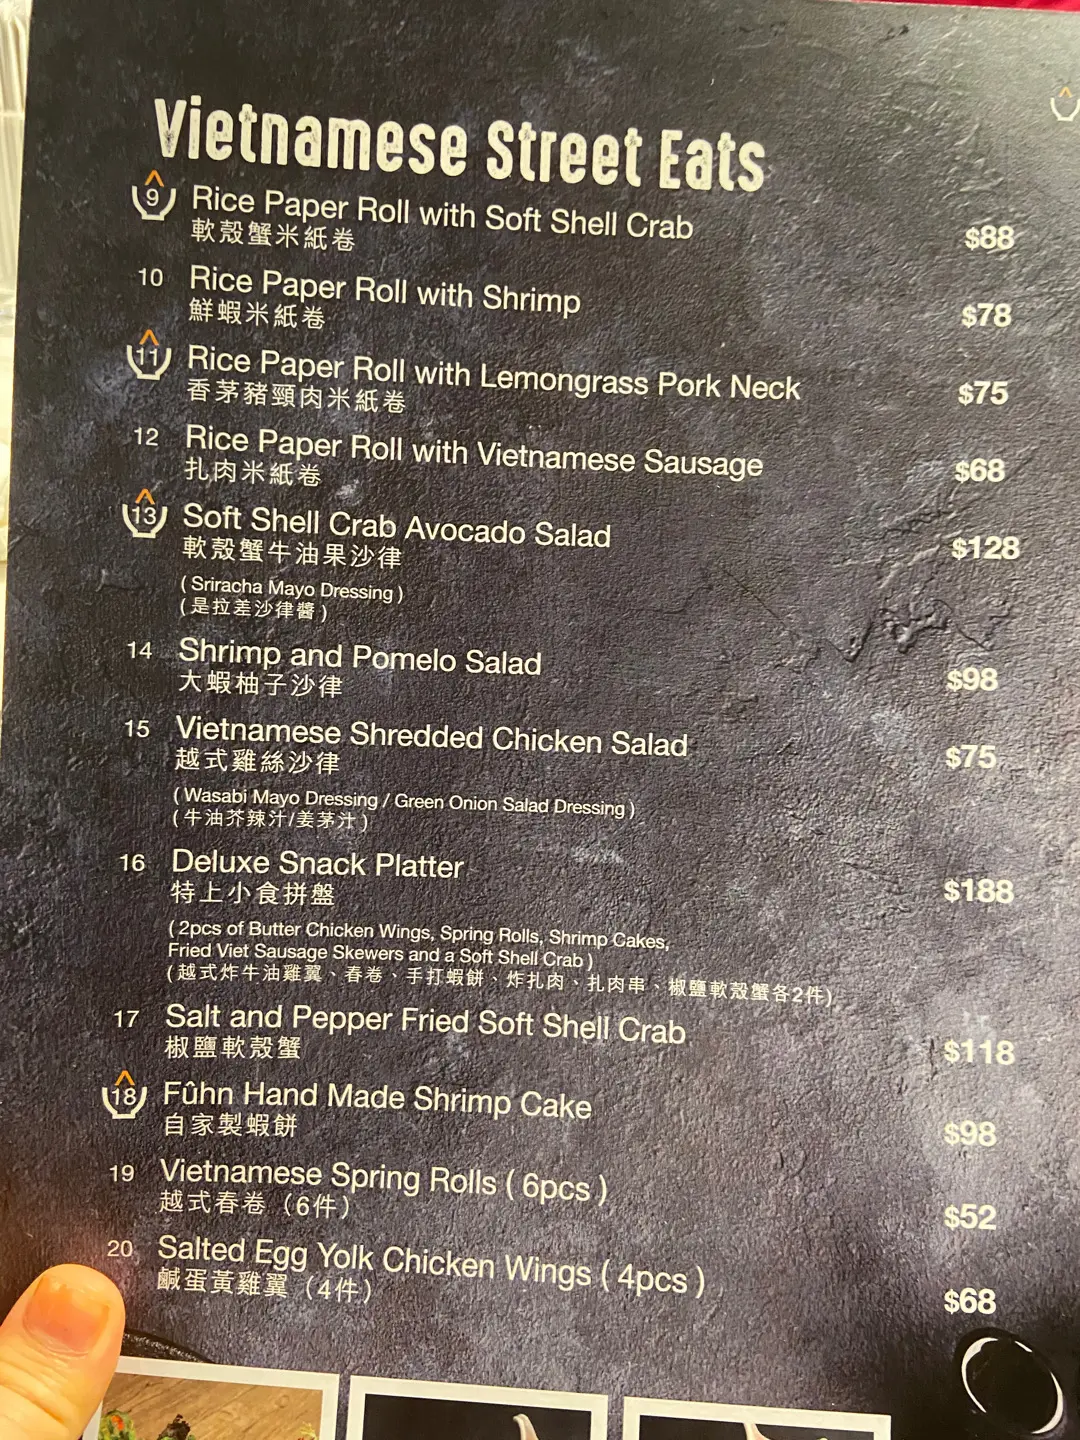 Vietnamese Street Eats
9 Rice Paper Roll with Soft Shell Crab $88
軟殼蟹米紙卷
10 Rice Paper Roll with Shrimp $78
鮮蝦米紙卷
11 Rice Paper Roll with Lemongrass Pork Neck $75
香茅豬頸肉米紙卷
12 Rice Paper Roll with Vietnamese Sausage $68
扎肉米紙卷
13 Soft Shell Crab Avocado Salad $128
軟殼蟹牛油果沙律
( Sriracha Mayo Dressing )
( 是拉差沙律醬 )
14 Shrimp and Pomelo Salad $98
大蝦柚子沙律
15 Vietnamese Shredded Chicken Salad $75
越式雞絲沙律
( Wasabi Mayo Dressing / Green Onion Salad Dressing )
( 牛油芥辣汁/姜茅汁 )
16 Deluxe Snack Platter $188
特上小食拼盤
( 2pcs of Butter Chicken Wings, Spring Rolls, Shrimp Cakes,
Fried Viet Sausage Skewers and a Soft Shell Crab )
( 越式炸牛油雞翼、春卷、手打蝦餅、炸扎肉、扎肉串、椒鹽軟殼蟹各2件)
17 Salt and Pepper Fried Soft Shell Crab $118
椒鹽軟殼蟹
18 Fûhn Hand Made Shrimp Cake $98
自家製蝦餅
19 Vietnamese Spring Rolls ( 6pcs ) $52
越式春卷（6件）
20 Salted Egg Yolk Chicken Wings ( 4pcs ) $68
鹹蛋黃雞翼（4件）